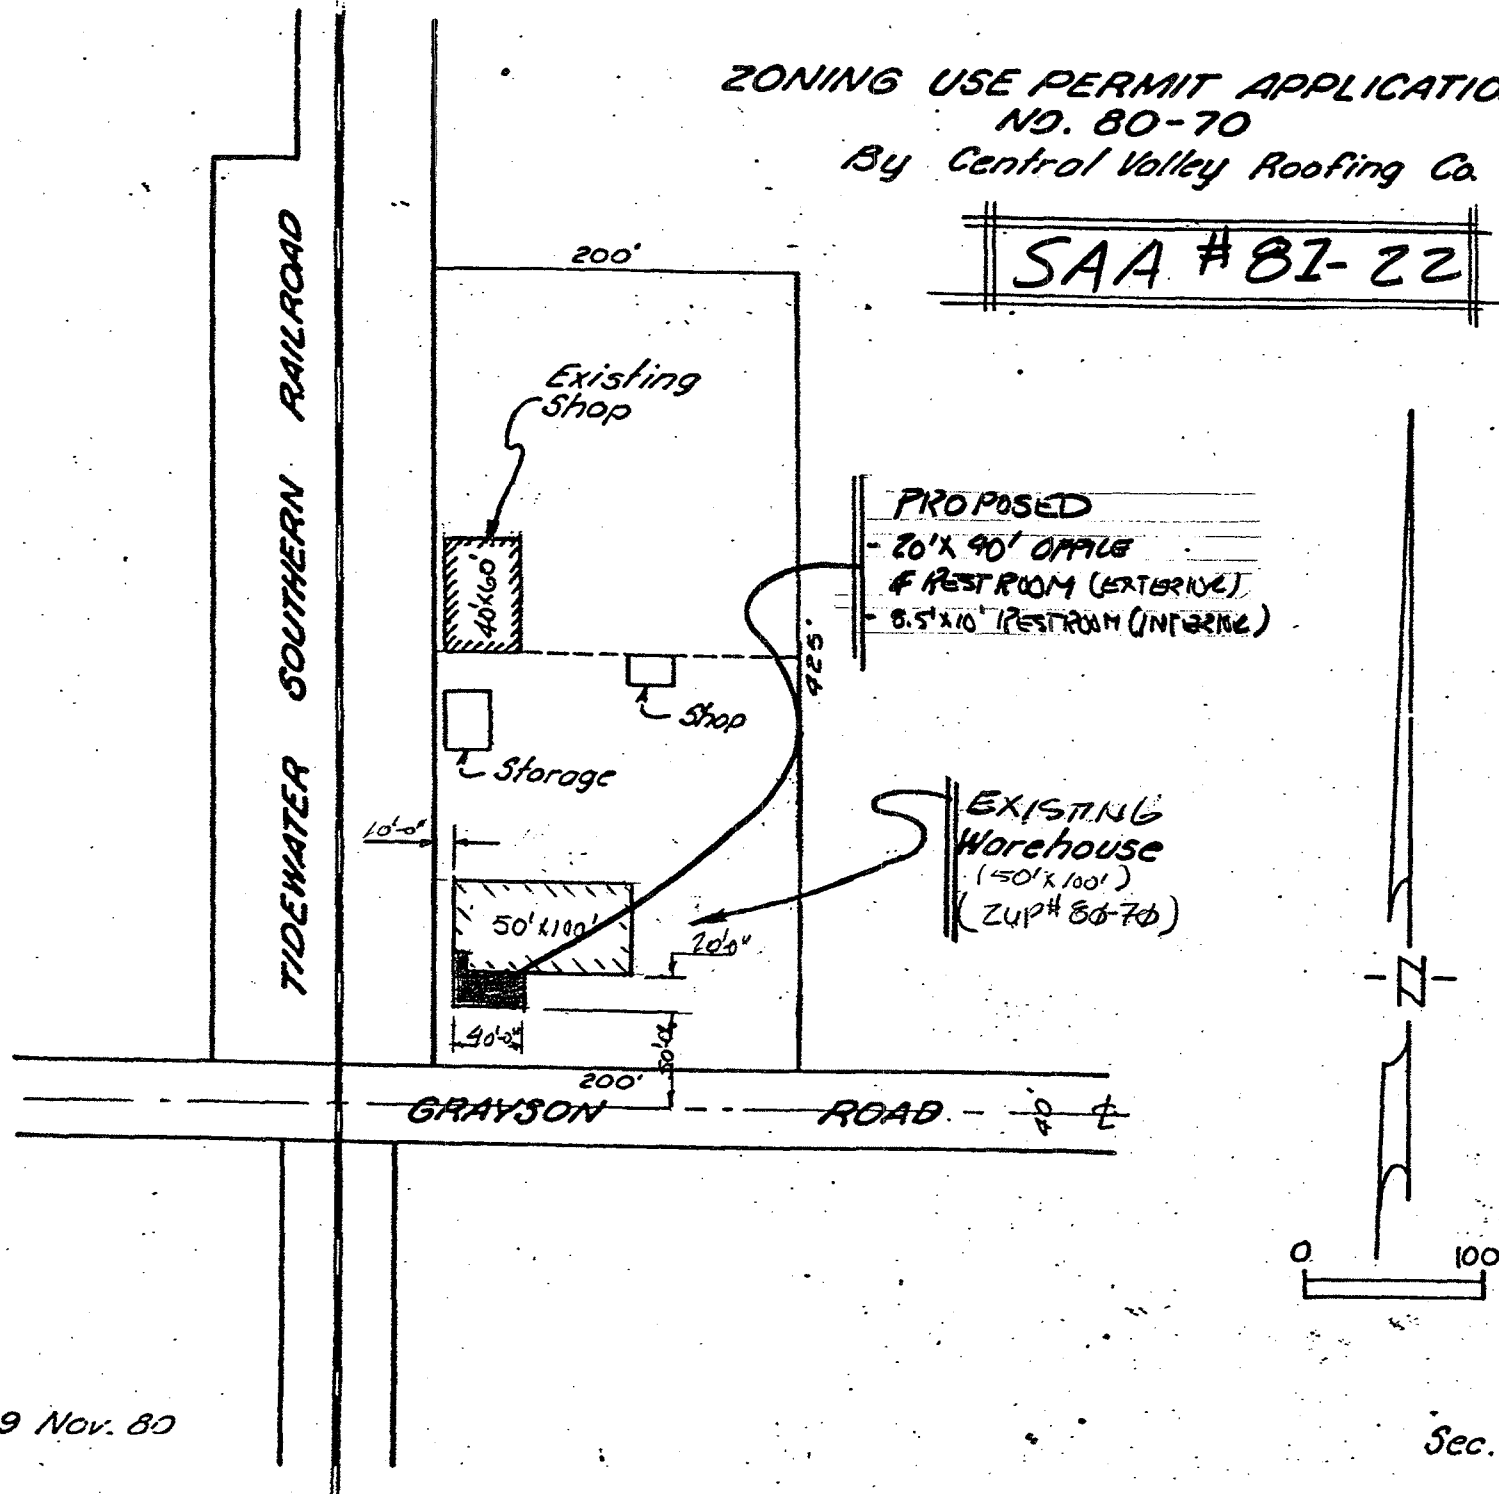 ZONING USE PERMIT APPLICATIO
NO. 80-70
By Central Valley Roofing Co.
SAA #81-22
200'
Existing
Shop
40'x60'
PROPOSED
- 20'X 40' OFFICE
& RESTROOM (EXTERIOR)
- 8.5'x10' RESTROOM (INTERIOR)
425'
Shop
Storage
TIDEWATER SOUTHERN RAILROAD
10'-0"
EXISTING
Warehouse
(50'x100')
(ZUP# 80-70)
50'x100'
20'-0"
40'-0"
200'
GRAYSON ROAD
40'
N
0 100
9 Nov. 80
Sec.